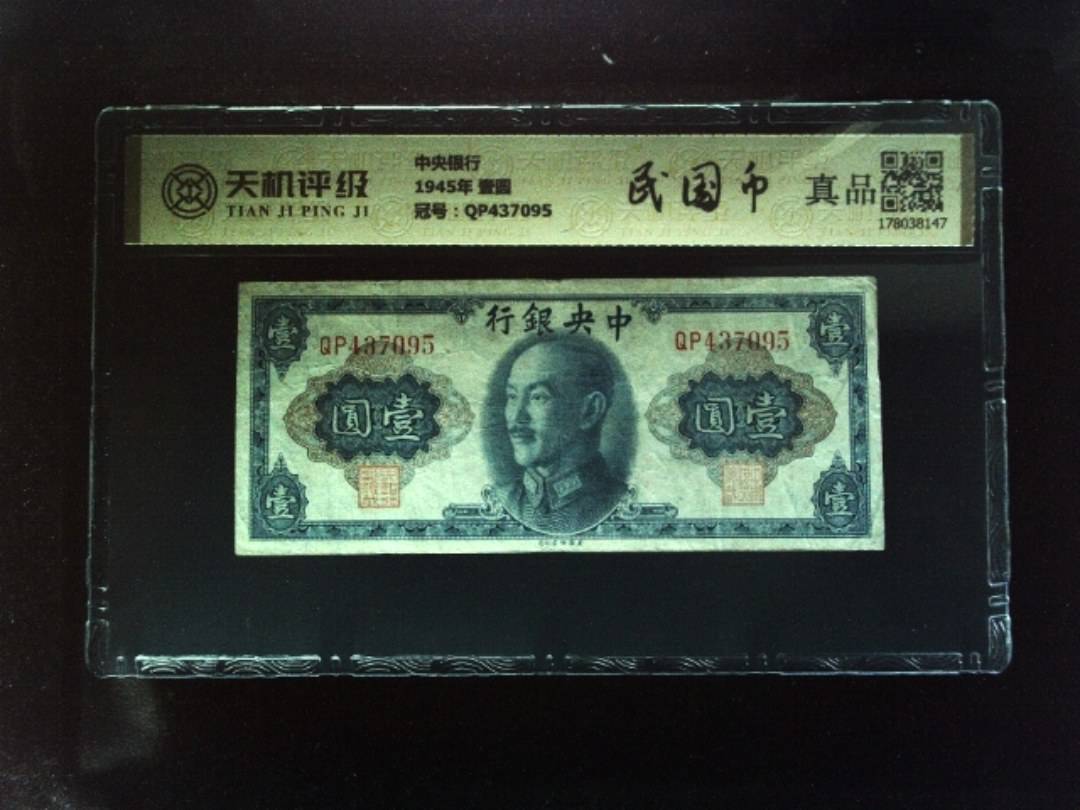 天机评级
TIAN JI PING JI
中央银行
1945年 壹圆
冠号：QP437095
民国币
真品
178038147
行銀央中
QP437095
QP437095
壹
壹
圓壹
圓壹
壹
壹